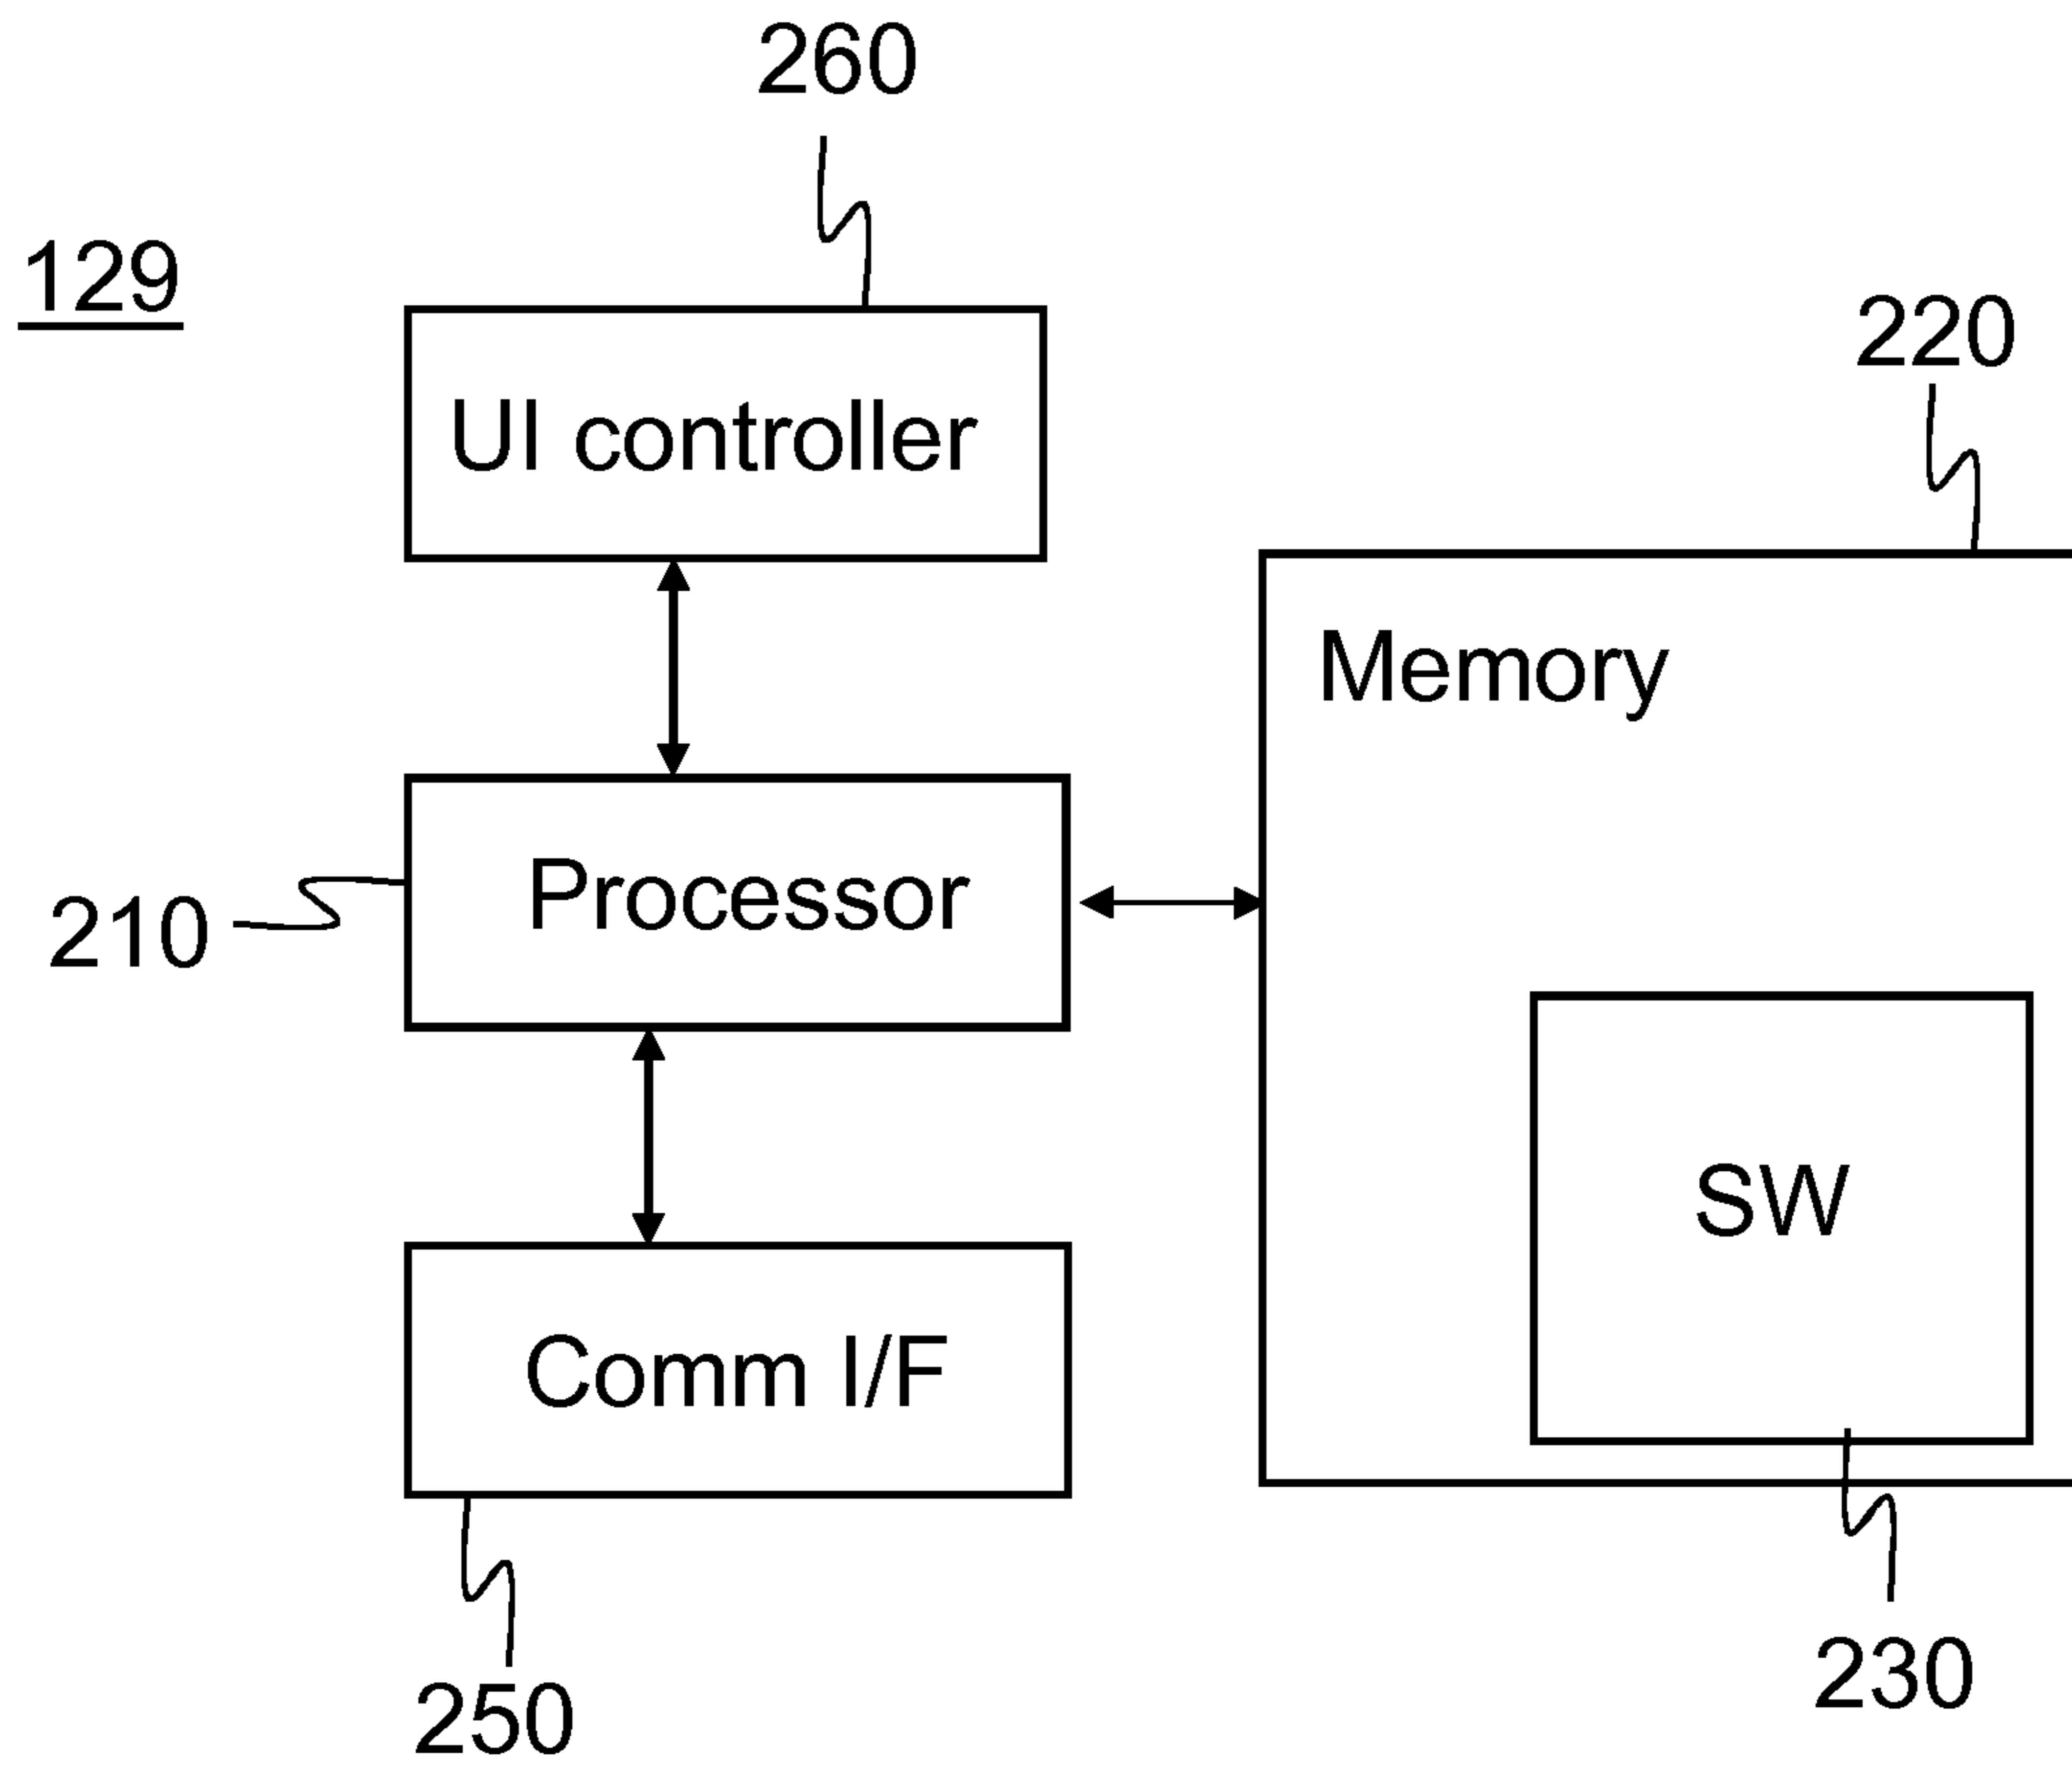 260
129
220
UI controller
Memory
Processor
210
SW
Comm I/F
230
250